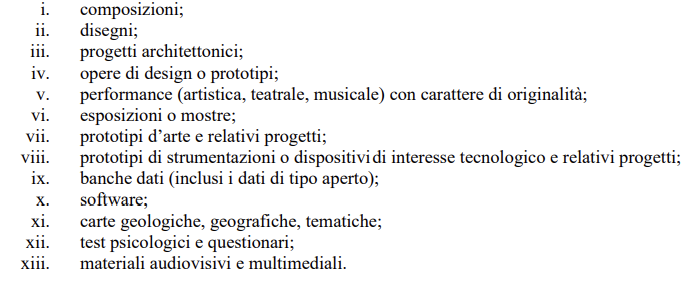 i. composizioni;
ii. disegni;
iii. progetti architettonici;
iv. opere di design o prototipi;
v. performance (artistica, teatrale, musicale) con carattere di originalità;
vi. esposizioni o mostre;
vii. prototipi d’arte e relativi progetti;
viii. prototipi di strumentazioni o dispositivi di interesse tecnologico e relativi progetti;
ix. banche dati (inclusi i dati di tipo aperto);
x. software;
xi. carte geologiche, geografiche, tematiche;
xii. test psicologici e questionari;
xiii. materiali audiovisivi e multimediali.